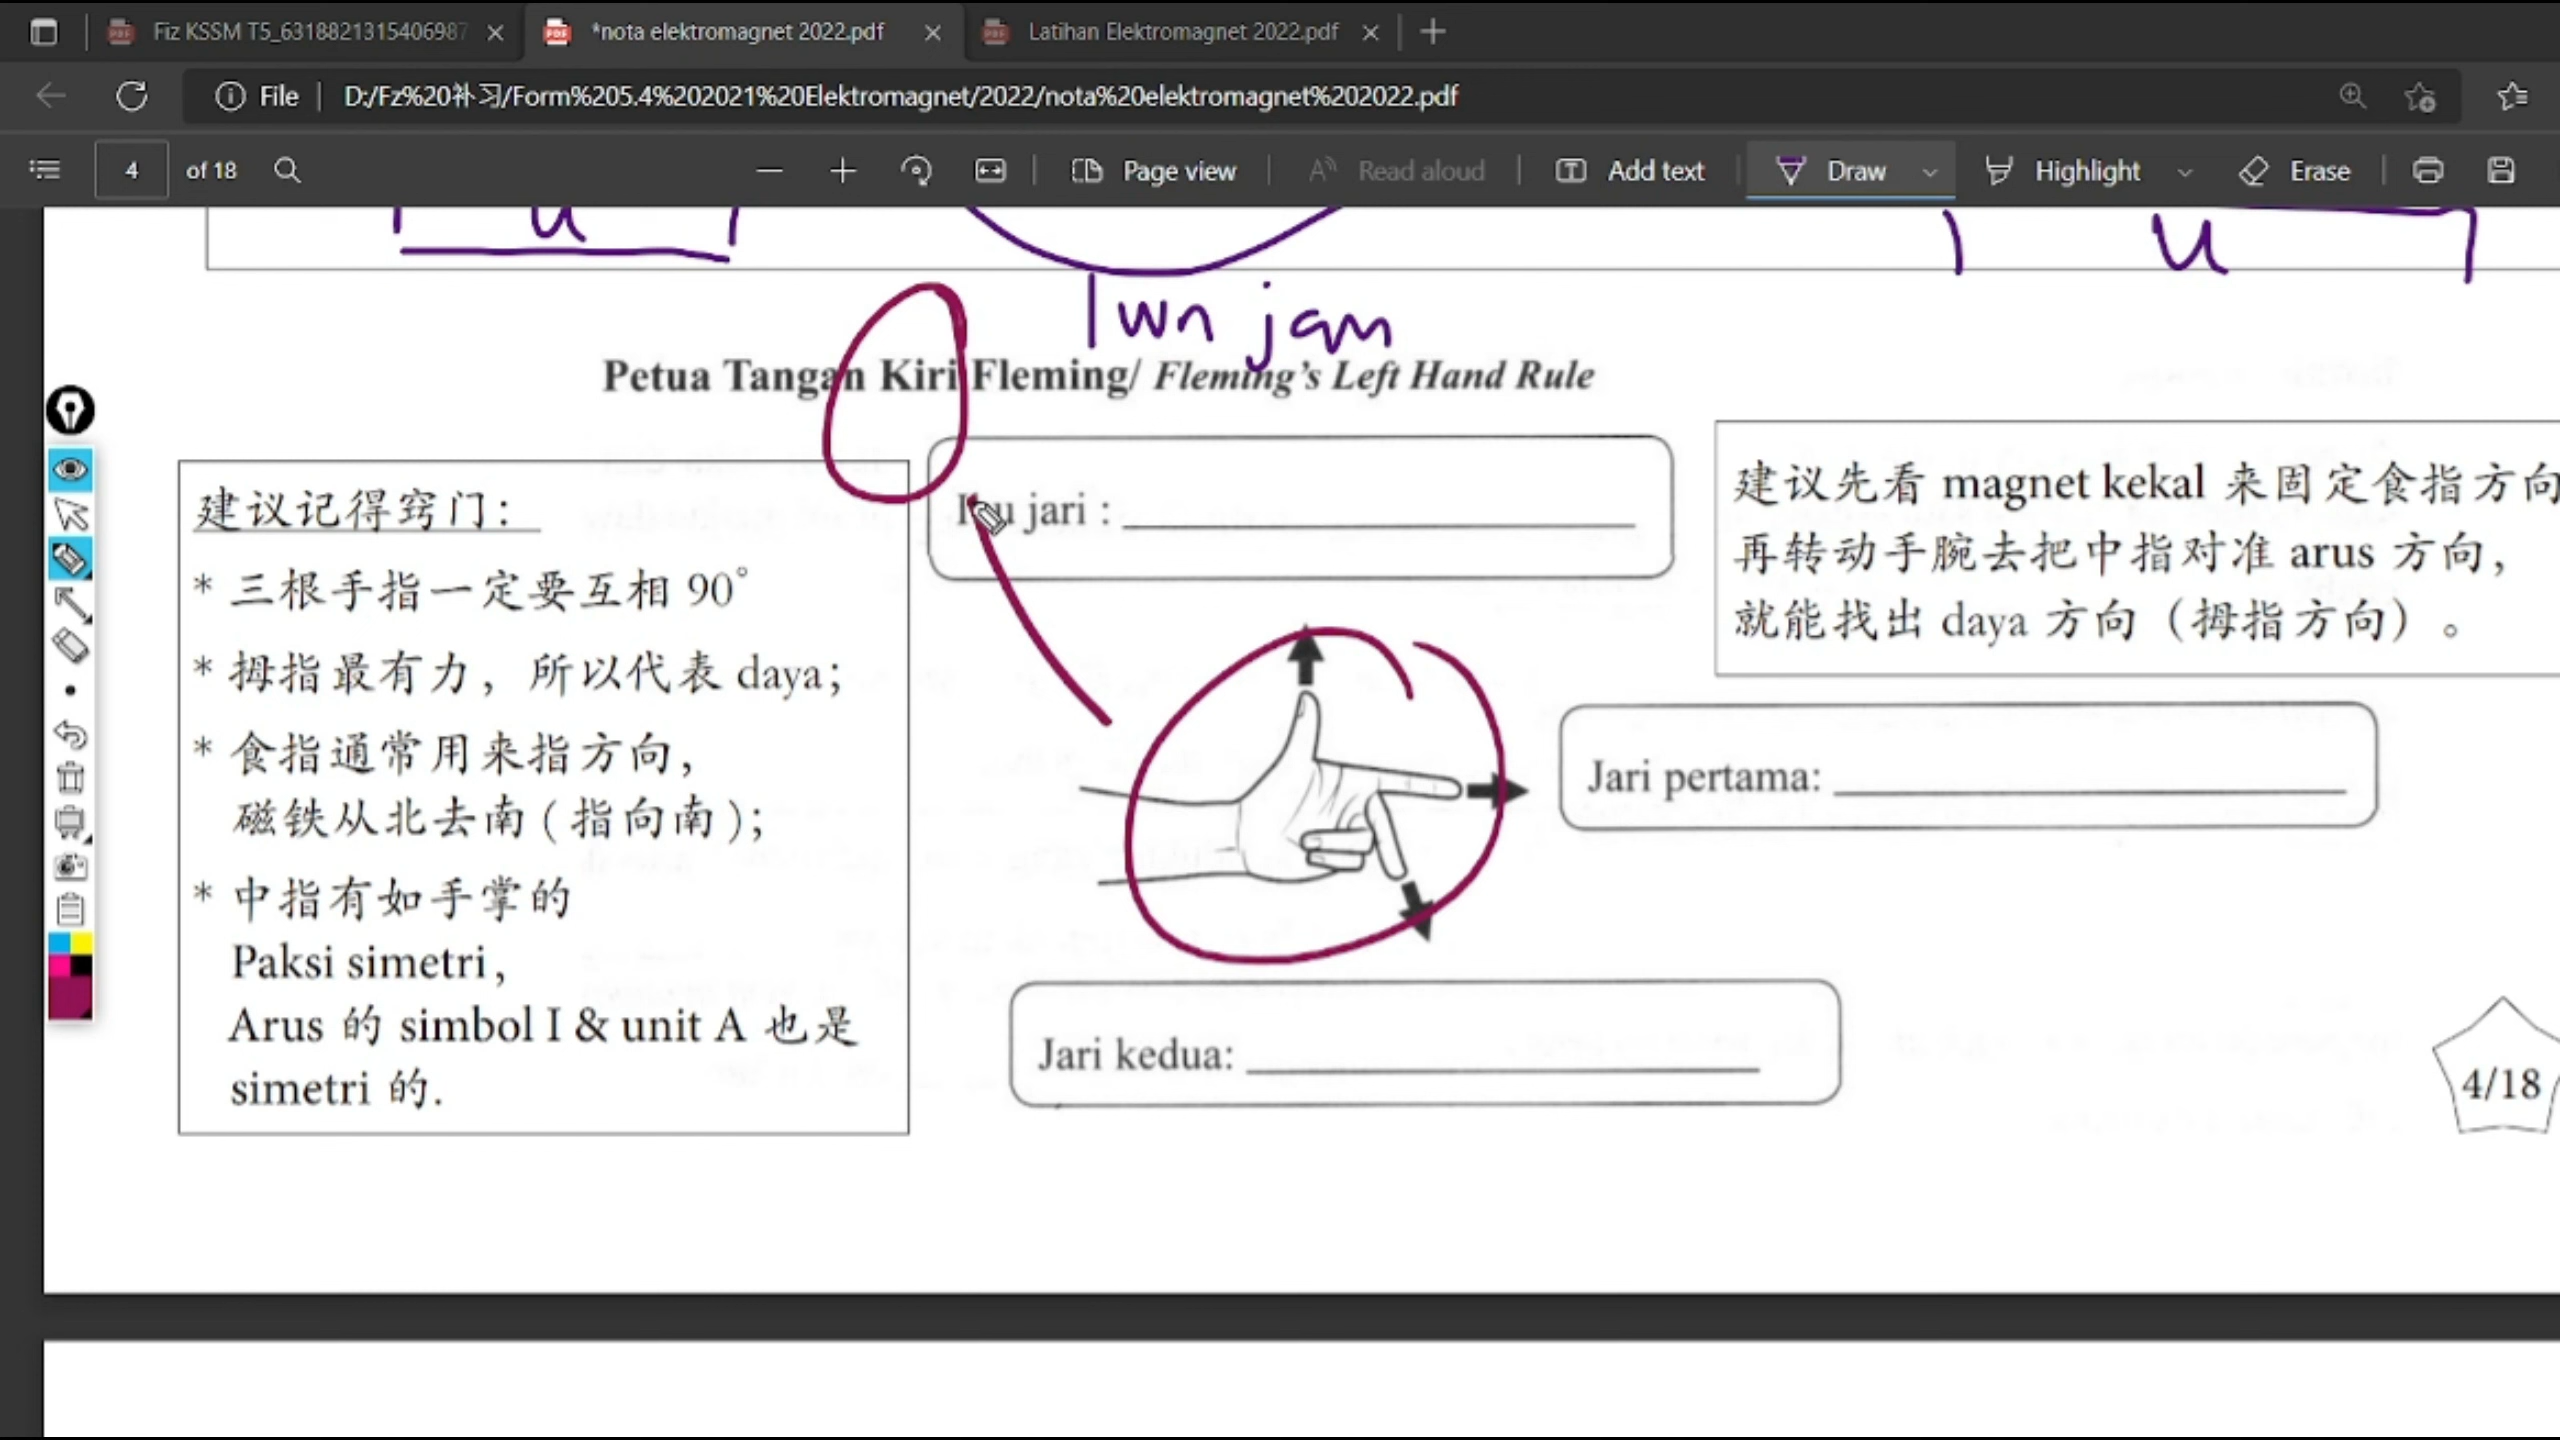 Fiz KSSM T5_6318821315406987
*nota elektromagnet 2022.pdf
Latihan Elektromagnet 2022.pdf
File
D:/Fz%20补习/Form%205.4%202021%20Elektromagnet/2022/nota%20elektromagnet%202022.pdf
4 of 18
Page view
Read aloud
Add text
Draw
Highlight
Erase
u
u
lwn jam
Petua Tangan Kiri Fleming/ Fleming's Left Hand Rule
建议记得窍门：
* 三根手指一定要互相 90°
* 拇指最有力，所以代表 daya；
* 食指通常用来指方向，
磁铁从北去南（指向南）；
* 中指有如手掌的
Paksi simetri，
Arus 的 simbol I & unit A 也是
simetri 的.
Ibu jari :
建议先看 magnet kekal 来固定食指方向
再转动手腕去把中指对准 arus 方向，
就能找出 daya 方向（拇指方向）。
Jari pertama:
Jari kedua:
4/18